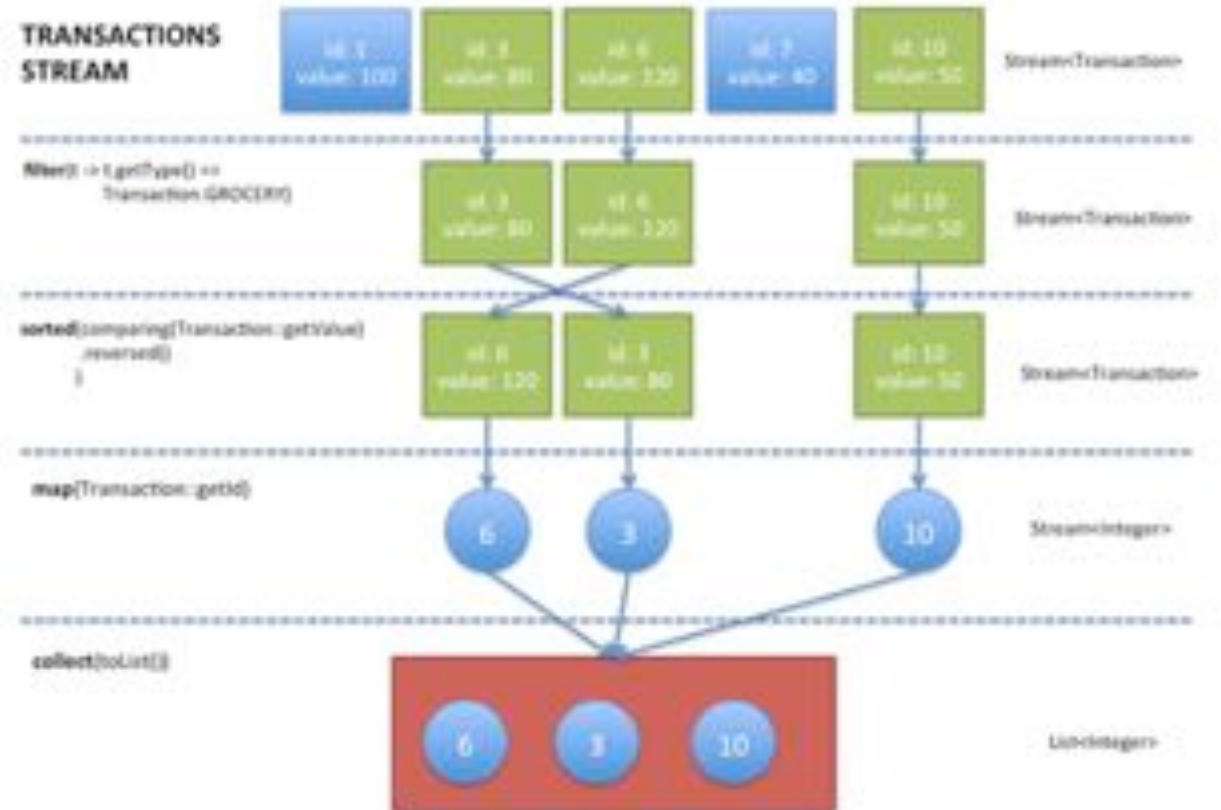 TRANSACTIONS
STREAM
id: 1
value: 100
id: 3
value: 80
id: 6
value: 120
id: 7
value: 40
id: 10
value: 50
Stream<Transaction>
filter(t -> t.getType() ==
Transaction.GROCERY)
id: 3
value: 80
id: 6
value: 120
id: 10
value: 50
Stream<Transaction>
sorted(comparing(Transaction::getValue)
.reversed()
)
id: 6
value: 120
id: 3
value: 80
id: 10
value: 50
Stream<Transaction>
map(Transaction::getId)
6
3
10
Stream<Integer>
collect(toList())
6
3
10
List<Integer>